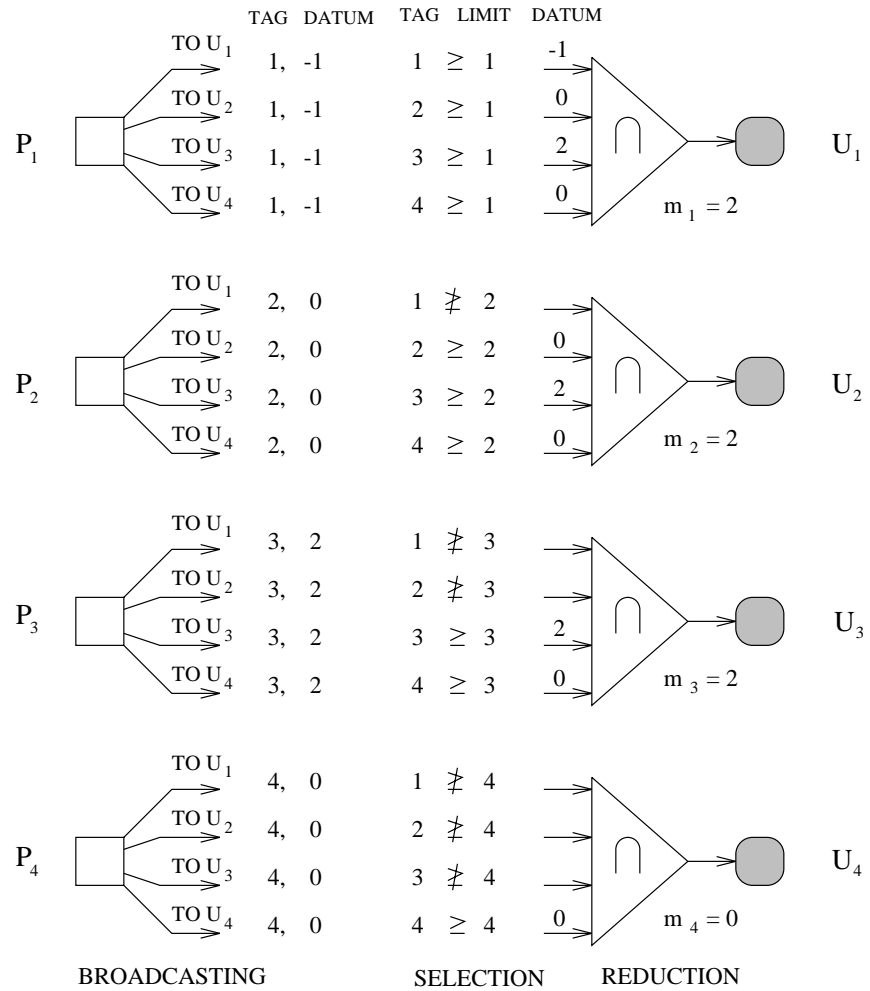 TAG DATUM TAG LIMIT DATUM
TO U1 1, -1 1 ≥ 1 -1
TO U2 1, -1 2 ≥ 1 0
P1 ∩ U1
TO U3 1, -1 3 ≥ 1 2
TO U4 1, -1 4 ≥ 1 0 m1 = 2
TO U1 2, 0 1 ≱ 2
TO U2 2, 0 2 ≥ 2 0
P2 ∩ U2
TO U3 2, 0 3 ≥ 2 2
TO U4 2, 0 4 ≥ 2 0 m2 = 2
TO U1 3, 2 1 ≱ 3
TO U2 3, 2 2 ≱ 3
P3 ∩ U3
TO U3 3, 2 3 ≥ 3 2
TO U4 3, 2 4 ≥ 3 0 m3 = 2
TO U1 4, 0 1 ≱ 4
TO U2 4, 0 2 ≱ 4
P4 ∩ U4
TO U3 4, 0 3 ≱ 4
TO U4 4, 0 4 ≥ 4 0 m4 = 0
BROADCASTING SELECTION REDUCTION